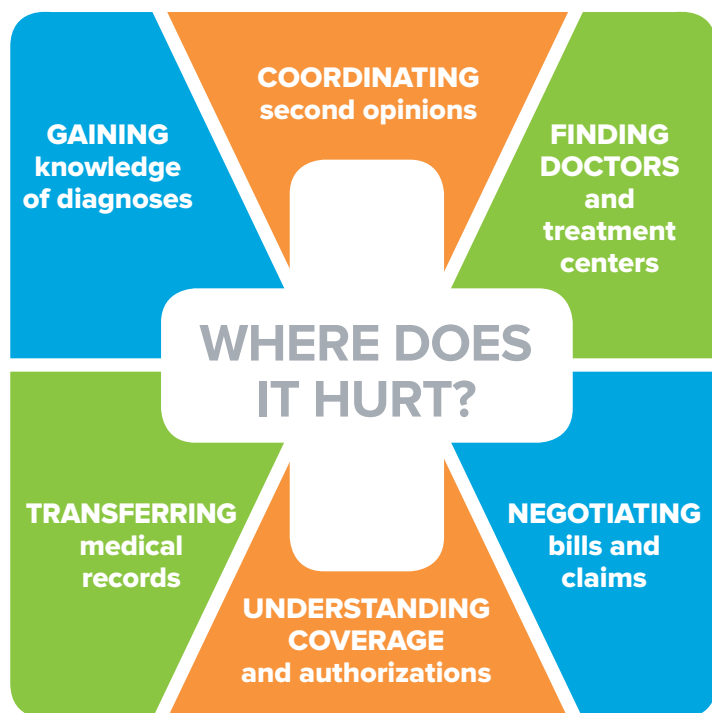 COORDINATING
second opinions
GAINING
knowledge
of diagnoses
FINDING
DOCTORS
and
treatment
centers
WHERE DOES
IT HURT?
TRANSFERRING
medical
records
NEGOTIATING
bills and
claims
UNDERSTANDING
COVERAGE
and authorizations